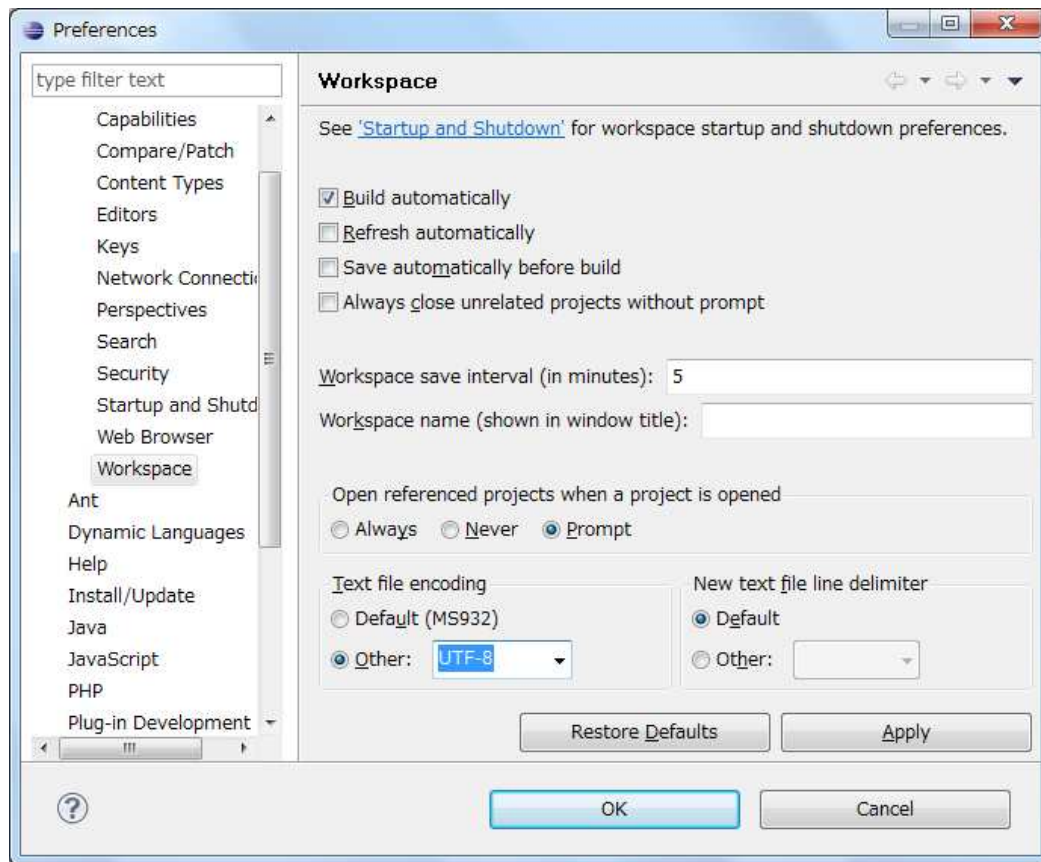 Preferences
type filter text
Capabilities
Compare/Patch
Content Types
Editors
Keys
Network Connecti
Perspectives
Search
Security
Startup and Shutd
Web Browser
Workspace
Ant
Dynamic Languages
Help
Install/Update
Java
JavaScript
PHP
Plug-in Development
Workspace
See 'Startup and Shutdown' for workspace startup and shutdown preferences.
Build automatically
Refresh automatically
Save automatically before build
Always close unrelated projects without prompt
Workspace save interval (in minutes): 5
Workspace name (shown in window title):
Open referenced projects when a project is opened
Always Never Prompt
Text file encoding
Default (MS932)
Other: UTF-8
New text file line delimiter
Default
Other:
Restore Defaults Apply
? OK Cancel